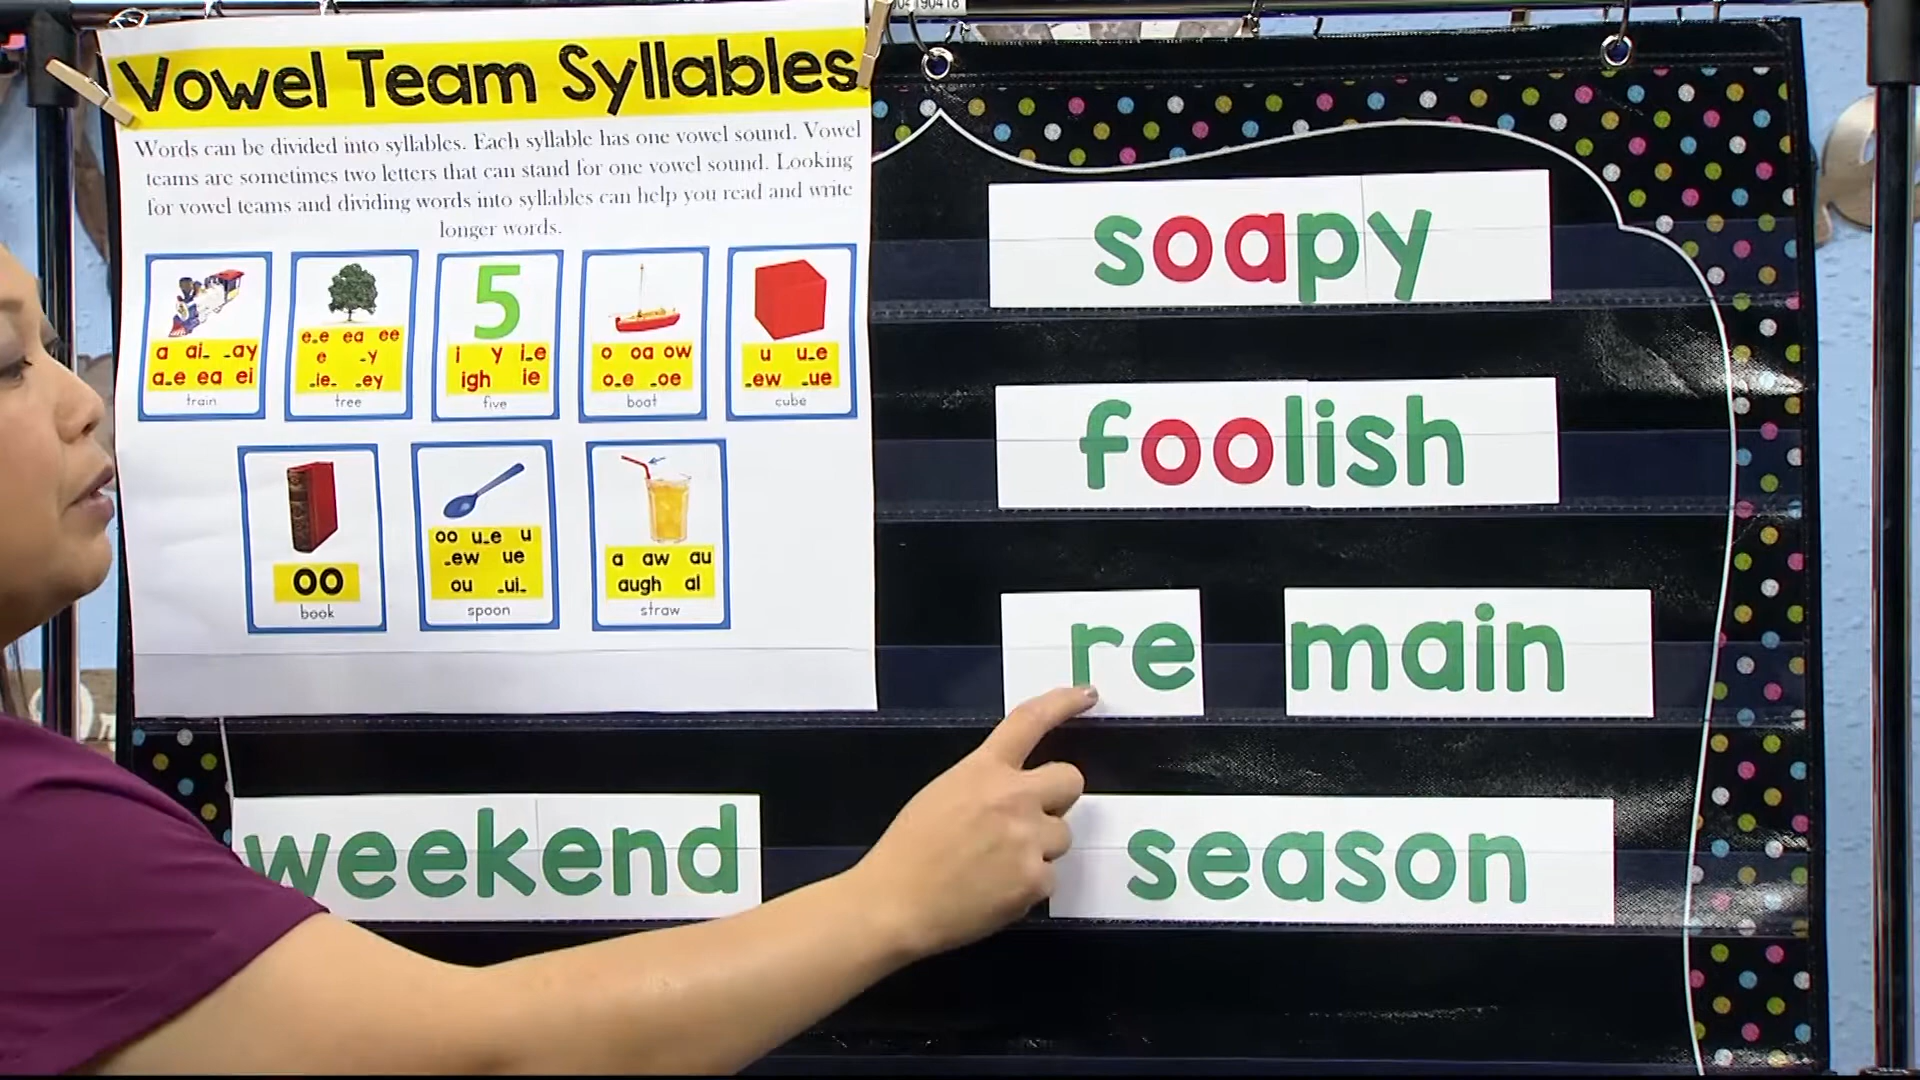 Vowel Team Syllables
Words can be divided into syllables. Each syllable has one vowel sound. Vowel
teams are sometimes two letters that can stand for one vowel sound. Looking
for vowel teams and dividing words into syllables can help you read and write
longer words.
a ai_ _ay
a_e ea ei
train
e_e ea ee
e _y
_ie_ _ey
tree
5
i y i_e
igh ie
five
o oa ow
o_e _oe
boat
u u_e
_ew _ue
cube
oo
book
oo u_e u
_ew ue
ou _ui_
spoon
a aw au
augh al
straw
soapy
foolish
re main
weekend season